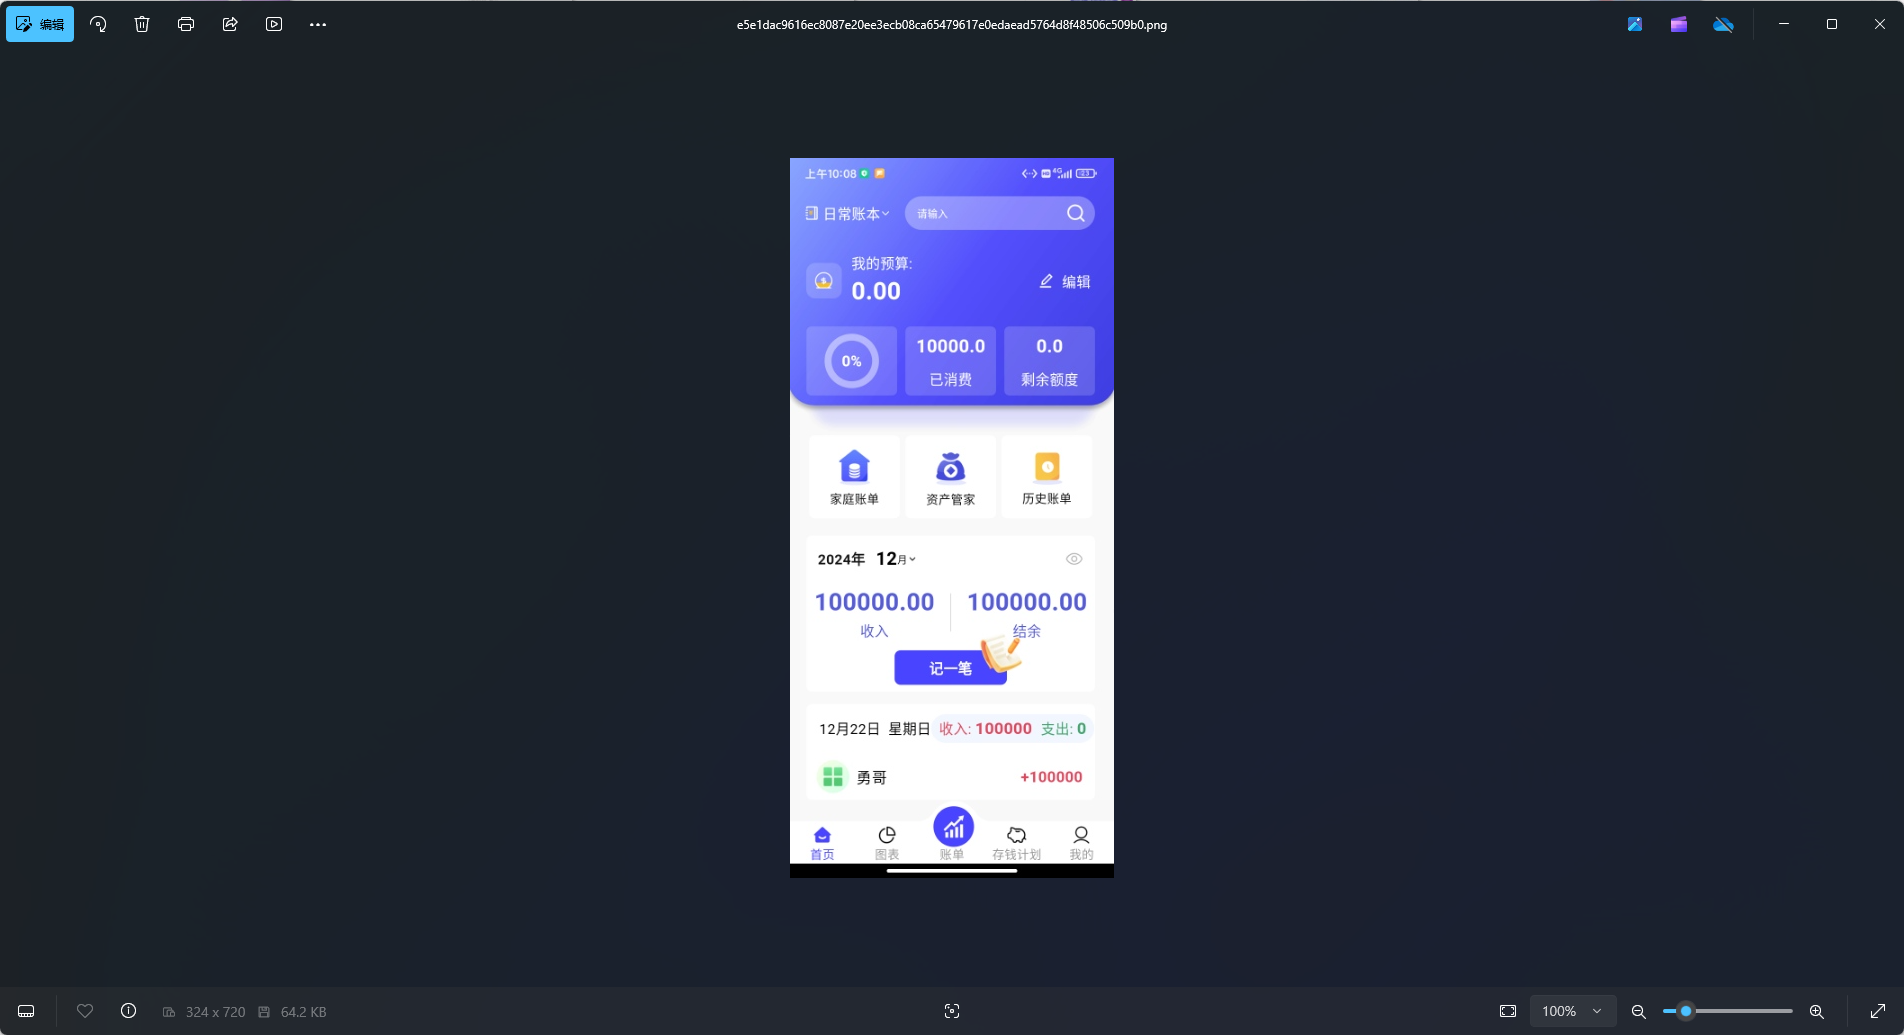 编辑
e5e1dac9616ec8087e20ee3ecb08ca65479617e0edaead5764d8f48506c509b0.png
上午10:08
4G
日常账本
请输入
我的预算:
0.00
编辑
0%
10000.0
已消费
0.0
剩余额度
家庭账单
资产管家
历史账单
2024年 12月
100000.00
收入
100000.00
结余
记一笔
12月22日 星期日 收入: 100000 支出: 0
勇哥
+100000
首页
图表
账单
存钱计划
我的
324 x 720
64.2 KB
100%